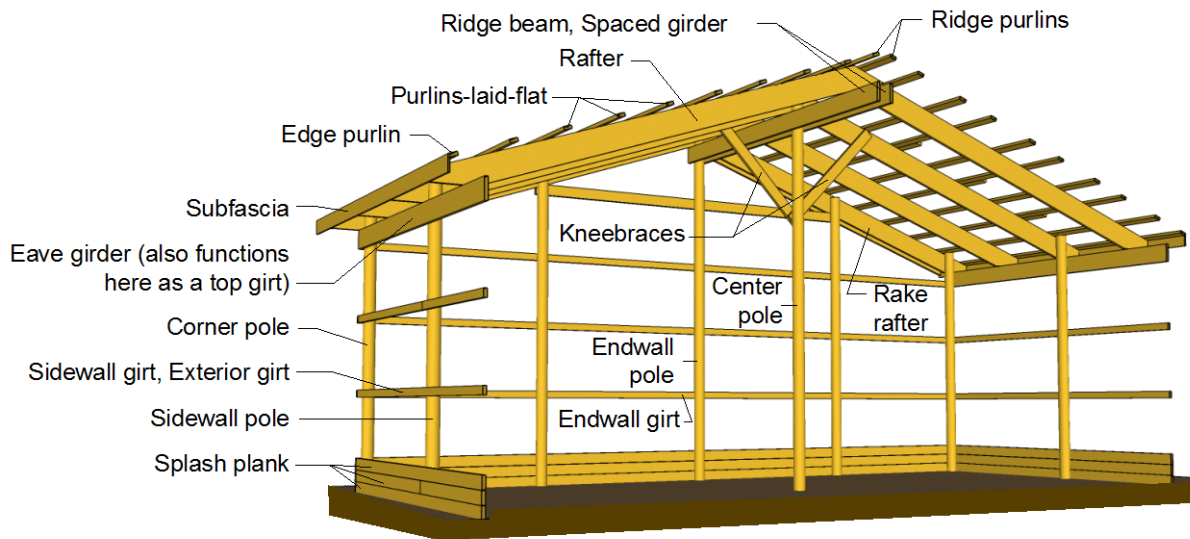 Ridge beam, Spaced girder
Ridge purlins
Rafter
Purlins-laid-flat
Edge purlin
Subfascia
Eave girder (also functions
here as a top girt)
Kneebraces
Center
pole
Rake
rafter
Corner pole
Endwall
pole
Sidewall girt, Exterior girt
Sidewall pole
Endwall girt
Splash plank